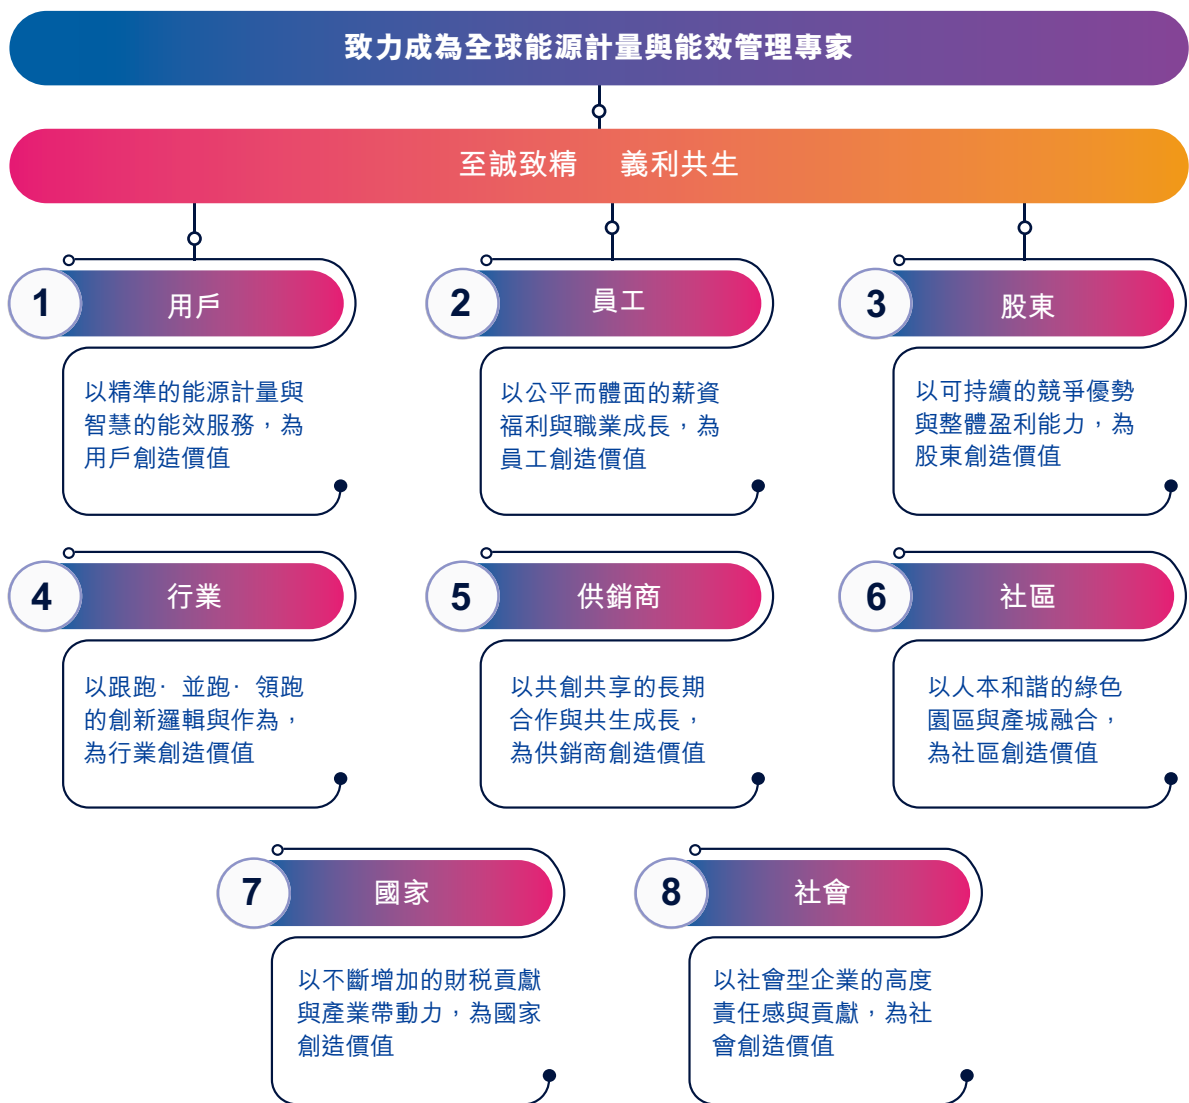 致力成為全球能源計量與能效管理專家
至誠致精 義利共生
1
用戶
以精準的能源計量與
智慧的能效服務，為
用戶創造價值
2
員工
以公平而體面的薪資
福利與職業成長，為
員工創造價值
3
股東
以可持續的競爭優勢
與整體盈利能力，為
股東創造價值
4
行業
以跟跑· 並跑· 領跑
的創新邏輯與作為，
為行業創造價值
5
供銷商
以共創共享的長期
合作與共生成長，
為供銷商創造價值
6
社區
以人本和諧的綠色
園區與產城融合，
為社區創造價值
7
國家
以不斷增加的財稅貢獻
與產業帶動力，為國家
創造價值
8
社會
以社會型企業的高度
責任感與貢獻，為社
會創造價值